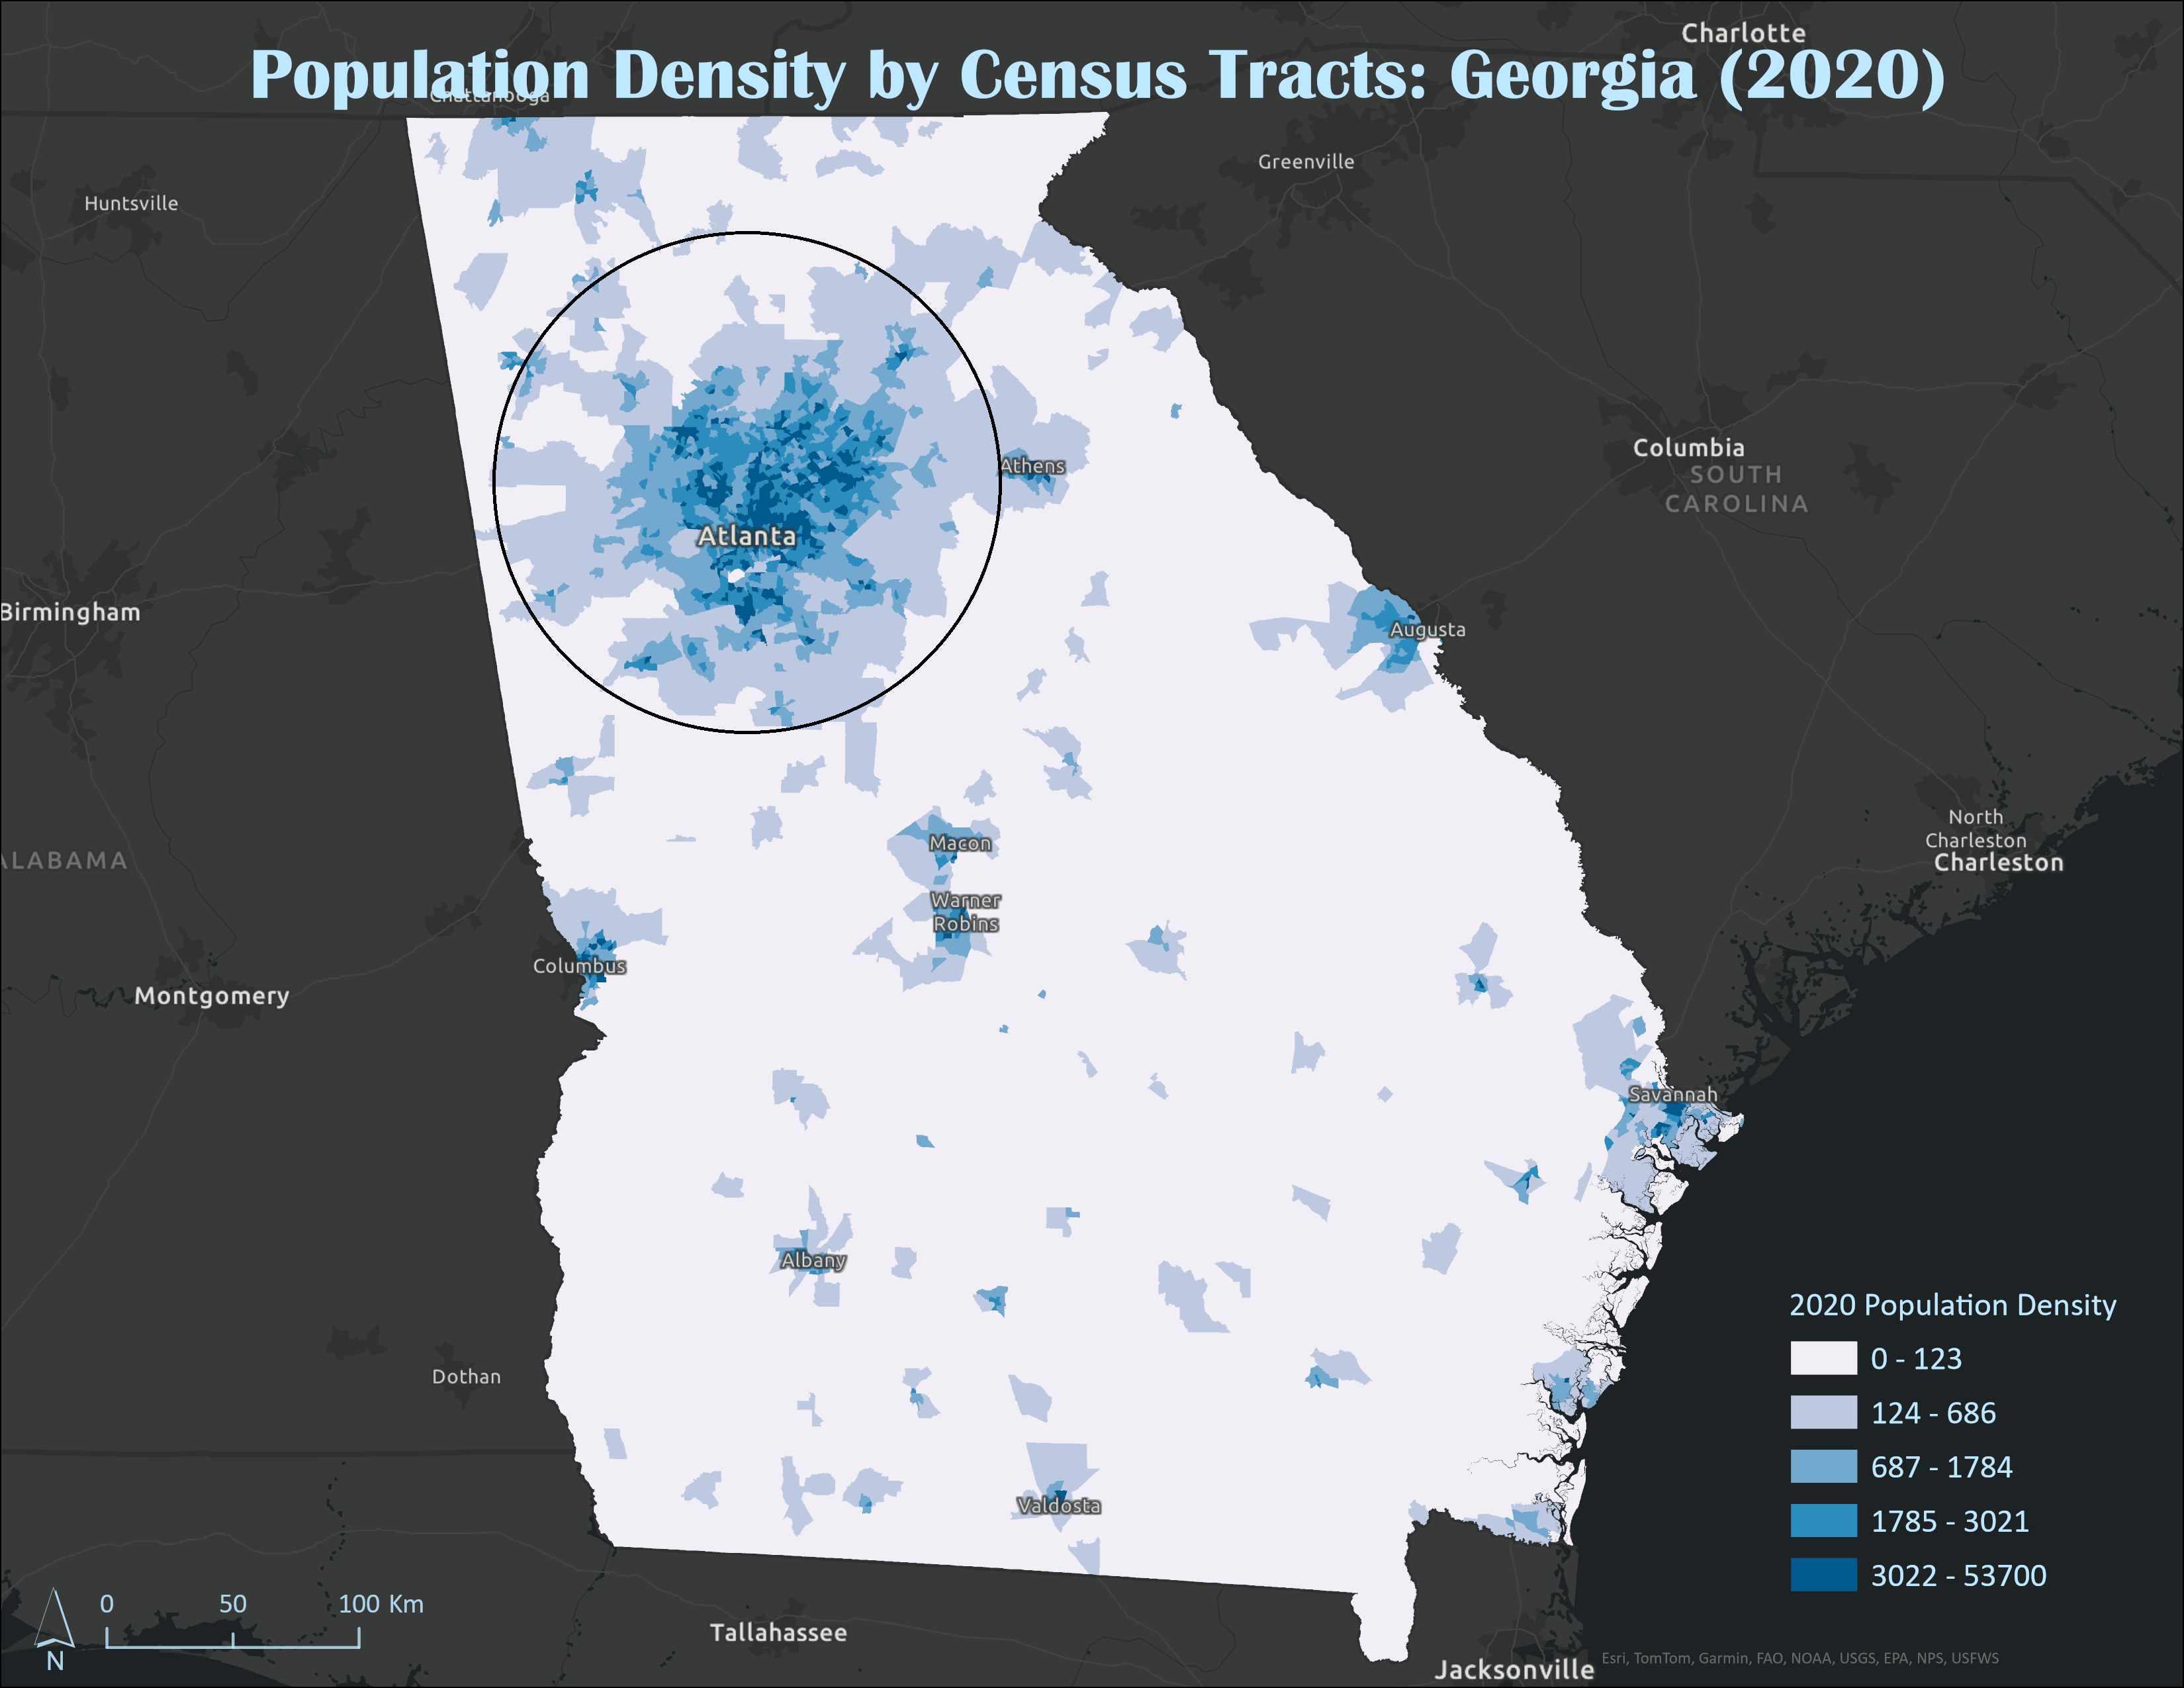 Charlotte
Population Density by Census Tracts: Georgia (2020)
Chattanooga
Greenville
Huntsville
Columbia
SOUTH
CAROLINA
Athens
Atlanta
Birmingham
Augusta
North
Charleston
Charleston
Macon
ALABAMA
Warner
Robins
Columbus
Montgomery
Savannah
Albany
Dothan
Valdosta
Tallahassee
Jacksonville
2020 Population Density
0 - 123
124 - 686
687 - 1784
1785 - 3021
3022 - 53700
0 50 100 Km
N
Esri, TomTom, Garmin, FAO, NOAA, USGS, EPA, NPS, USFWS